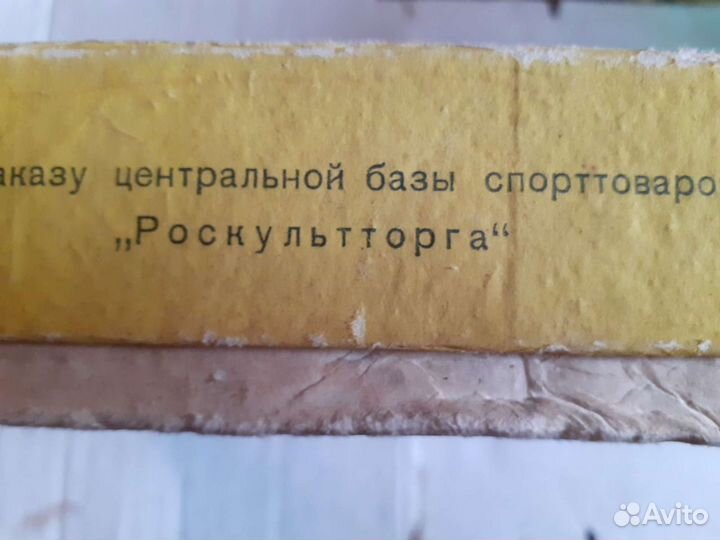 аказу центральной базы спорттоваро
„Роскультторга“
Avito